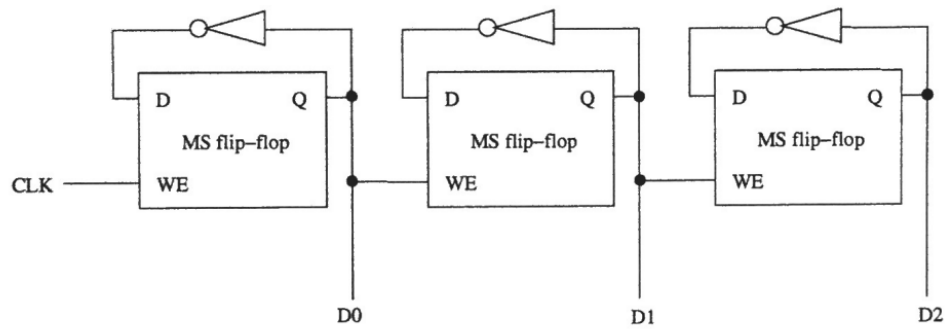 D Q
MS flip–flop
WE
D Q
MS flip–flop
WE
D Q
MS flip–flop
WE
CLK
D0
D1
D2